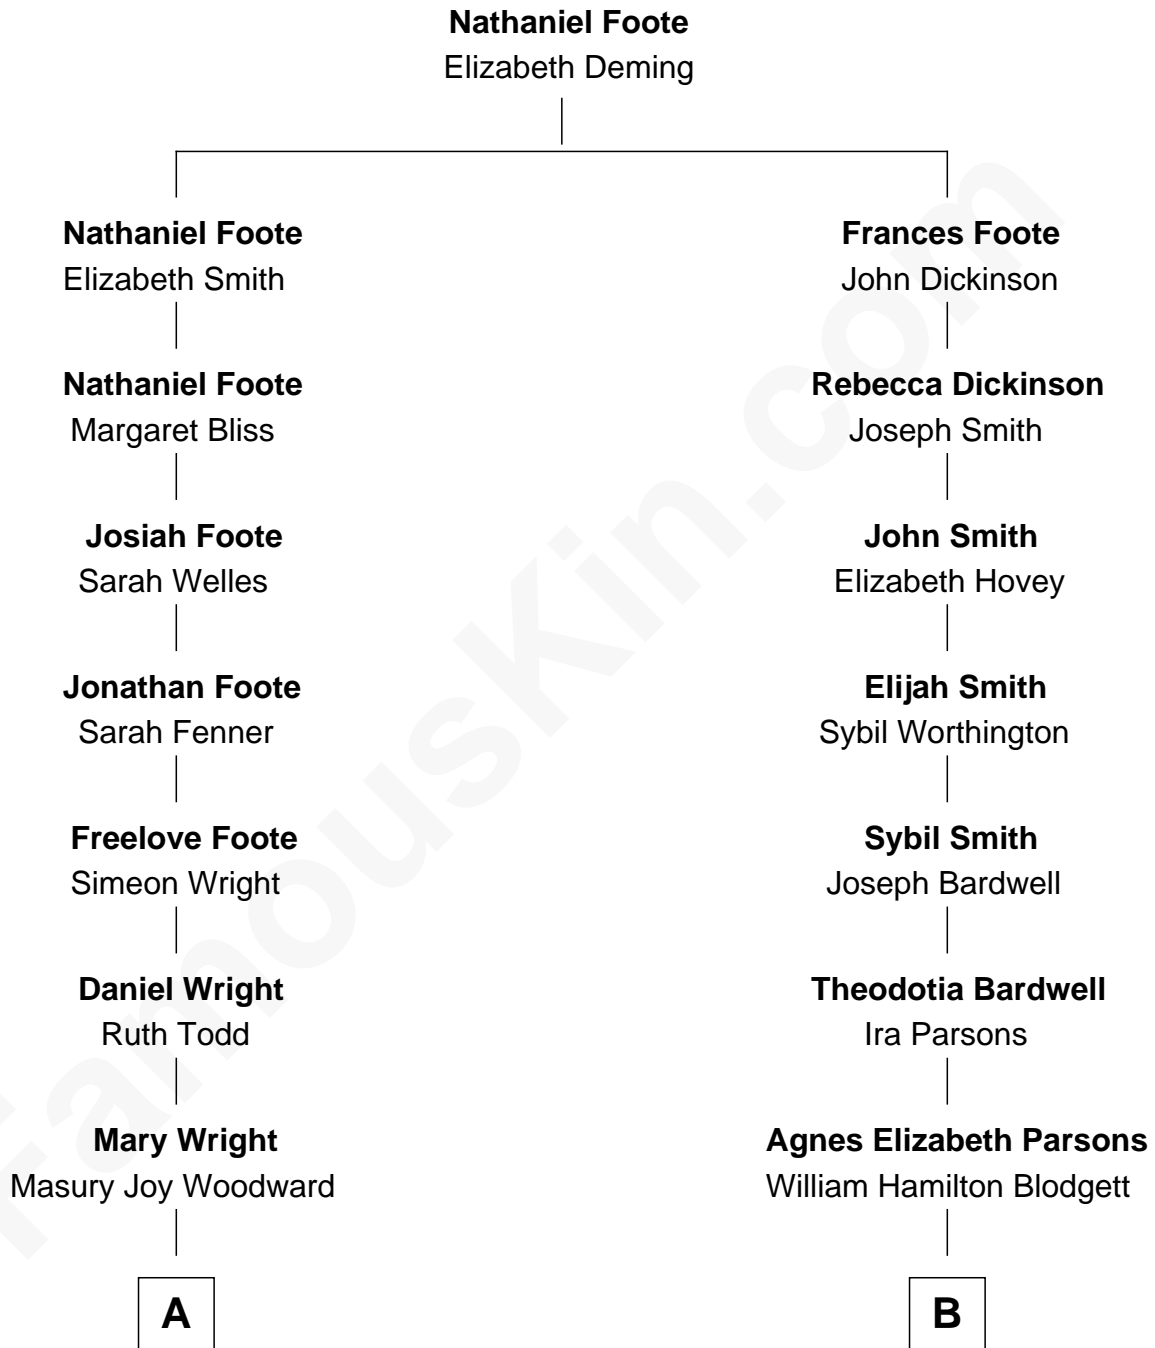 Nathaniel Foote
Elizabeth Deming
Nathaniel Foote
Elizabeth Smith
Frances Foote
John Dickinson
Nathaniel Foote
Margaret Bliss
Rebecca Dickinson
Joseph Smith
Josiah Foote
Sarah Welles
John Smith
Elizabeth Hovey
Jonathan Foote
Sarah Fenner
Elijah Smith
Sybil Worthington
Freelove Foote
Simeon Wright
Sybil Smith
Joseph Bardwell
Daniel Wright
Ruth Todd
Theodotia Bardwell
Ira Parsons
Mary Wright
Masury Joy Woodward
Agnes Elizabeth Parsons
William Hamilton Blodgett
A
B
FamousKin.com